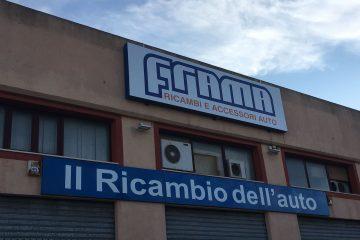 FRAMA
RICAMBI E ACCESSORI AUTO
Il Ricambio dell'auto